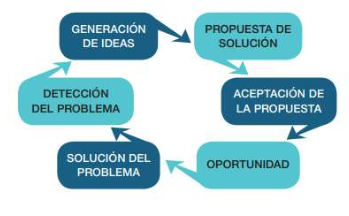 GENERACIÓN
DE IDEAS
PROPUESTA DE
SOLUCIÓN
ACEPTACIÓN DE
LA PROPUESTA
OPORTUNIDAD
SOLUCIÓN DEL
PROBLEMA
DETECCIÓN
DEL PROBLEMA